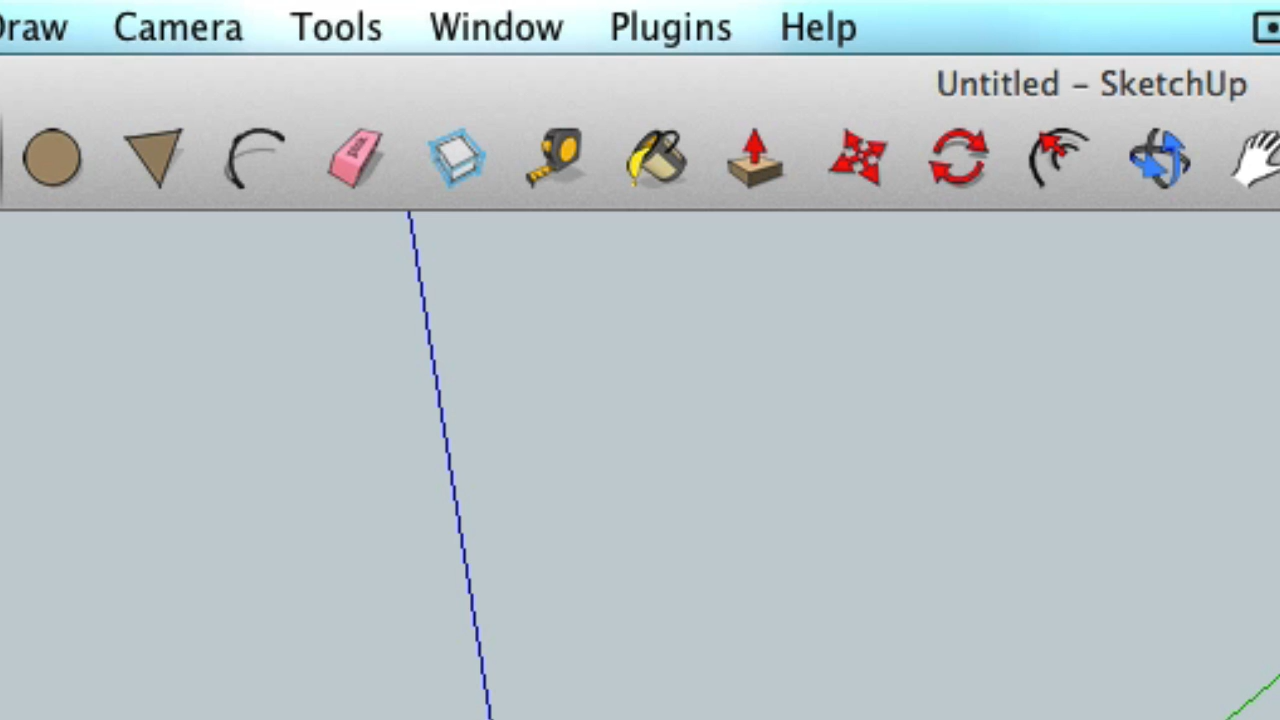 Draw Camera Tools Window Plugins Help
Untitled – SketchUp